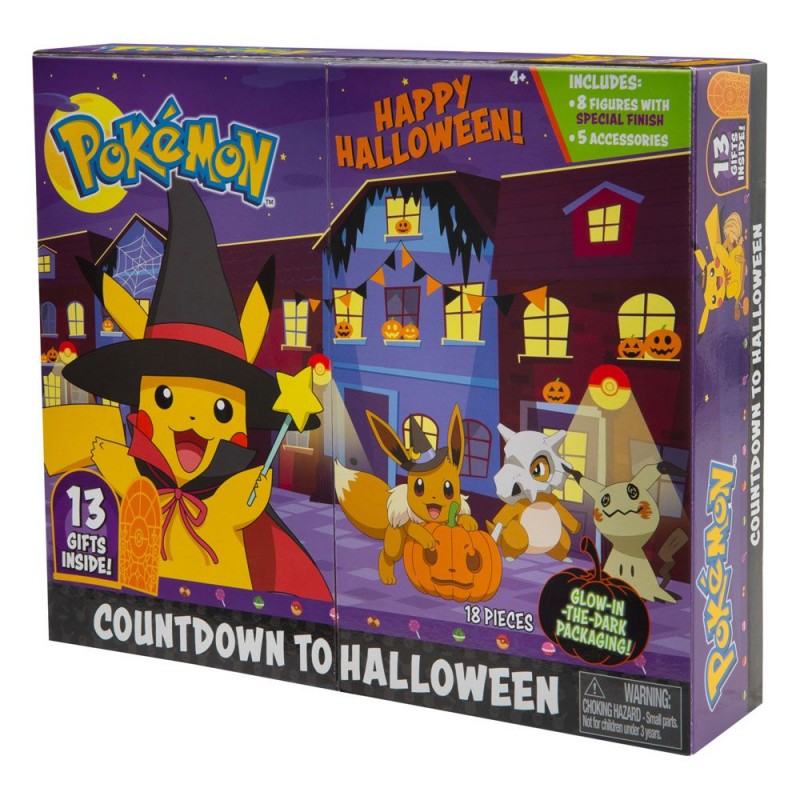 POKéMON
TM
HAPPY
HALLOWEEN!
4+
INCLUDES:
• 8 FIGURES WITH
SPECIAL FINISH
• 5 ACCESSORIES
13
GIFTS
INSIDE!
18 PIECES
GLOW-IN
-THE-DARK
PACKAGING!
COUNTDOWN TO HALLOWEEN
WARNING:
CHOKING HAZARD - Small parts.
Not for children under 3 years.
13
GIFTS
INSIDE!
COUNTDOWN TO HALLOWEEN
POKéMON